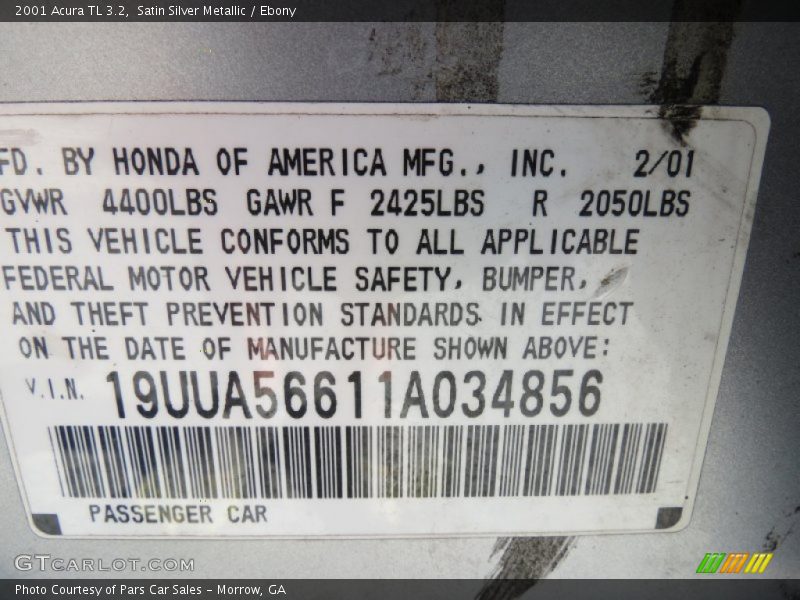 2001 Acura TL 3.2,  Satin Silver Metallic / Ebony
FD. BY HONDA OF AMERICA MFG., INC. 2/01
GVWR 4400LBS GAWR F 2425LBS R 2050LBS
THIS VEHICLE CONFORMS TO ALL APPLICABLE
FEDERAL MOTOR VEHICLE SAFETY, BUMPER,
AND THEFT PREVENTION STANDARDS IN EFFECT
ON THE DATE OF MANUFACTURE SHOWN ABOVE:
V.I.N. 19UUA56611A034856
PASSENGER CAR
GTCARLOT.COM
Photo Courtesy of Pars Car Sales - Morrow, GA